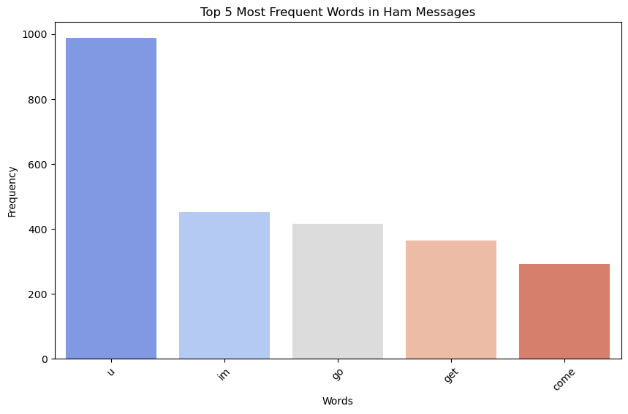 Top 5 Most Frequent Words in Ham Messages
1000
800
600
400
200
0
Frequency
u
im
go
get
come
Words